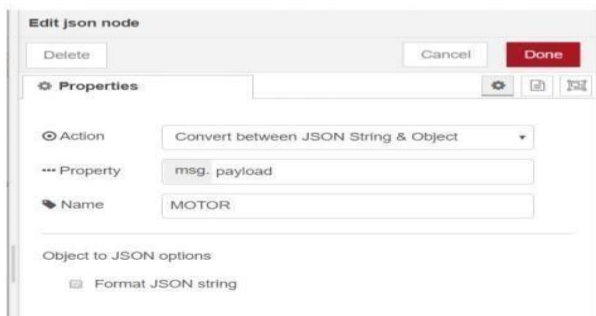 Edit json node
Delete Cancel Done
Properties
Action Convert between JSON String & Object
Property msg. payload
Name MOTOR
Object to JSON options
Format JSON string